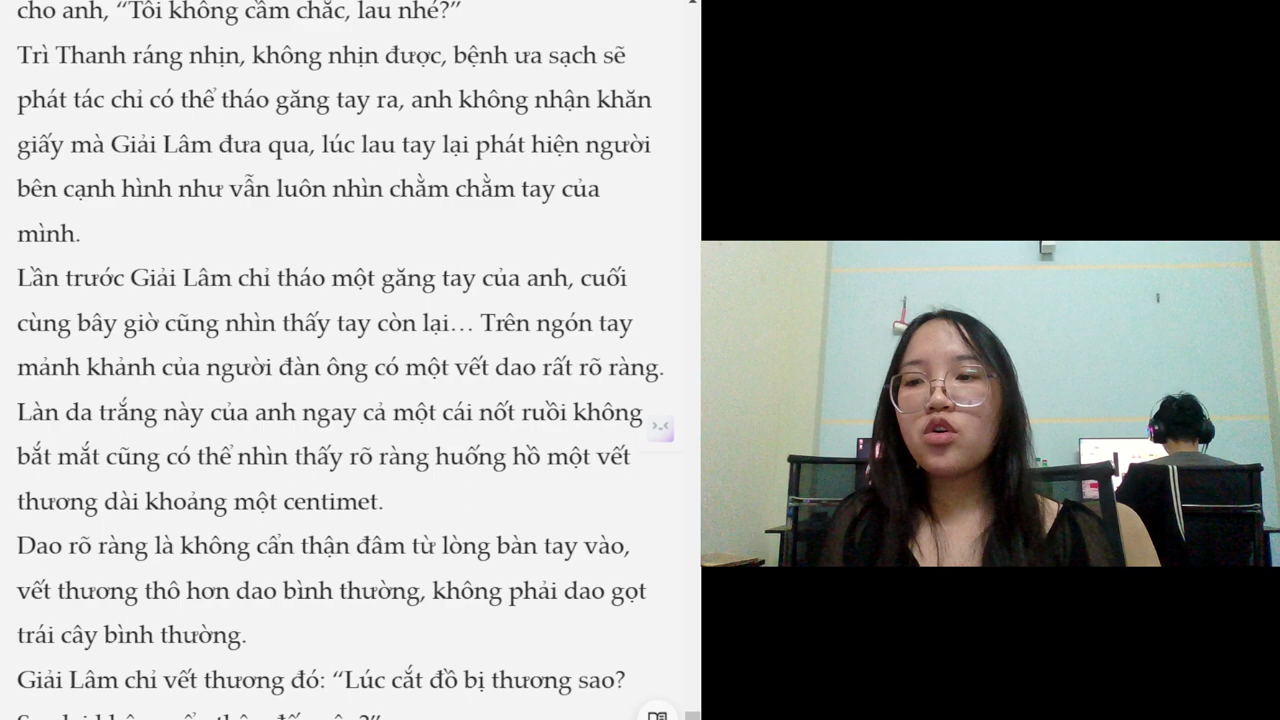 cho anh, “Tôi không cầm chắc, lau nhé?”
Trì Thanh ráng nhịn, không nhịn được, bệnh ưa sạch sẽ
phát tác chỉ có thể tháo găng tay ra, anh không nhận khăn
giấy mà Giải Lâm đưa qua, lúc lau tay lại phát hiện người
bên cạnh hình như vẫn luôn nhìn chằm chằm tay của
mình.
Lần trước Giải Lâm chỉ tháo một găng tay của anh, cuối
cùng bây giờ cũng nhìn thấy tay còn lại… Trên ngón tay
mảnh khảnh của người đàn ông có một vết dao rất rõ ràng.
Làn da trắng này của anh ngay cả một cái nốt ruồi không
bắt mắt cũng có thể nhìn thấy rõ ràng huống hồ một vết
thương dài khoảng một centimet.
Dao rõ ràng là không cẩn thận đâm từ lòng bàn tay vào,
vết thương thô hơn dao bình thường, không phải dao gọt
trái cây bình thường.
Giải Lâm chỉ vết thương đó: “Lúc cắt đồ bị thương sao?